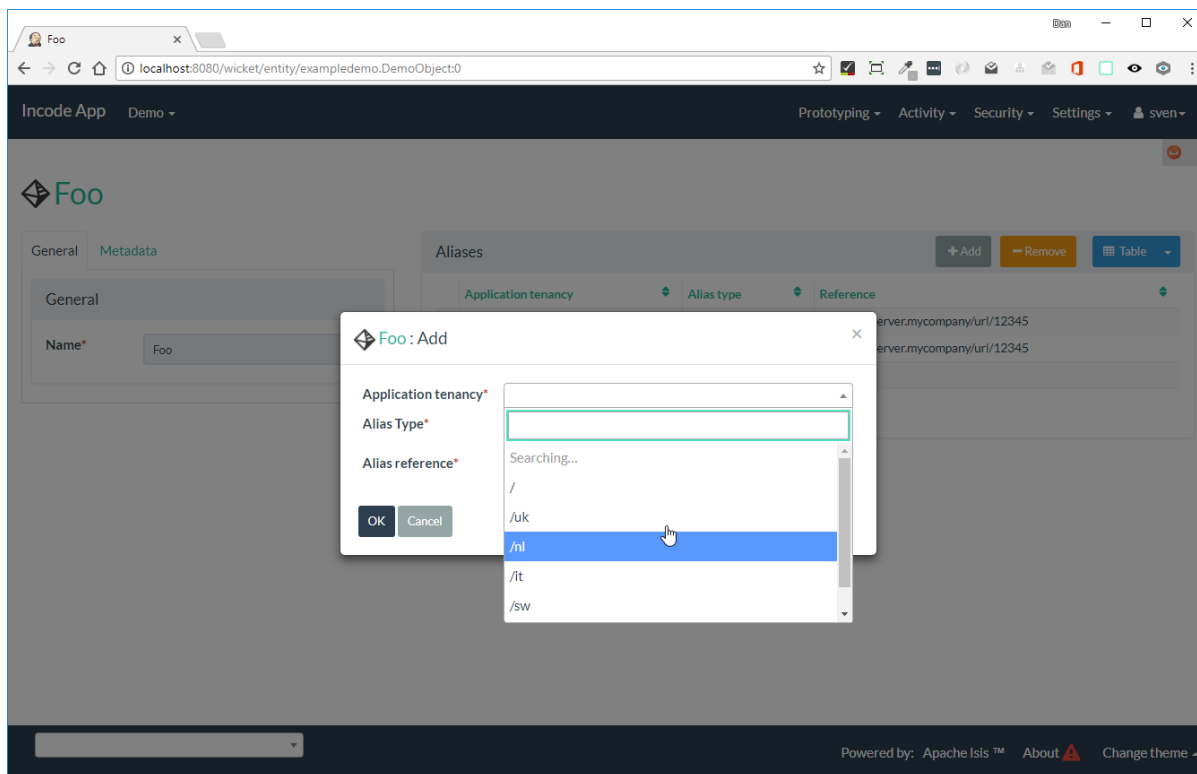 Foo
Dan
localhost:8080/wicket/entity/exampledemo.DemoObject:0
Incode App Demo
Prototyping Activity Security Settings sven
Foo
General Metadata
Aliases
Add
Remove
Table
General
Application tenancy Alias type Reference
erver.mycompany/url/12345
Name* Foo
erver.mycompany/url/12345
Foo : Add
×
Application tenancy*
Alias Type*
Alias reference*
Searching...
/
/uk
/nl
/it
/sw
OK Cancel
Powered by: Apache Isis ™ About Change theme